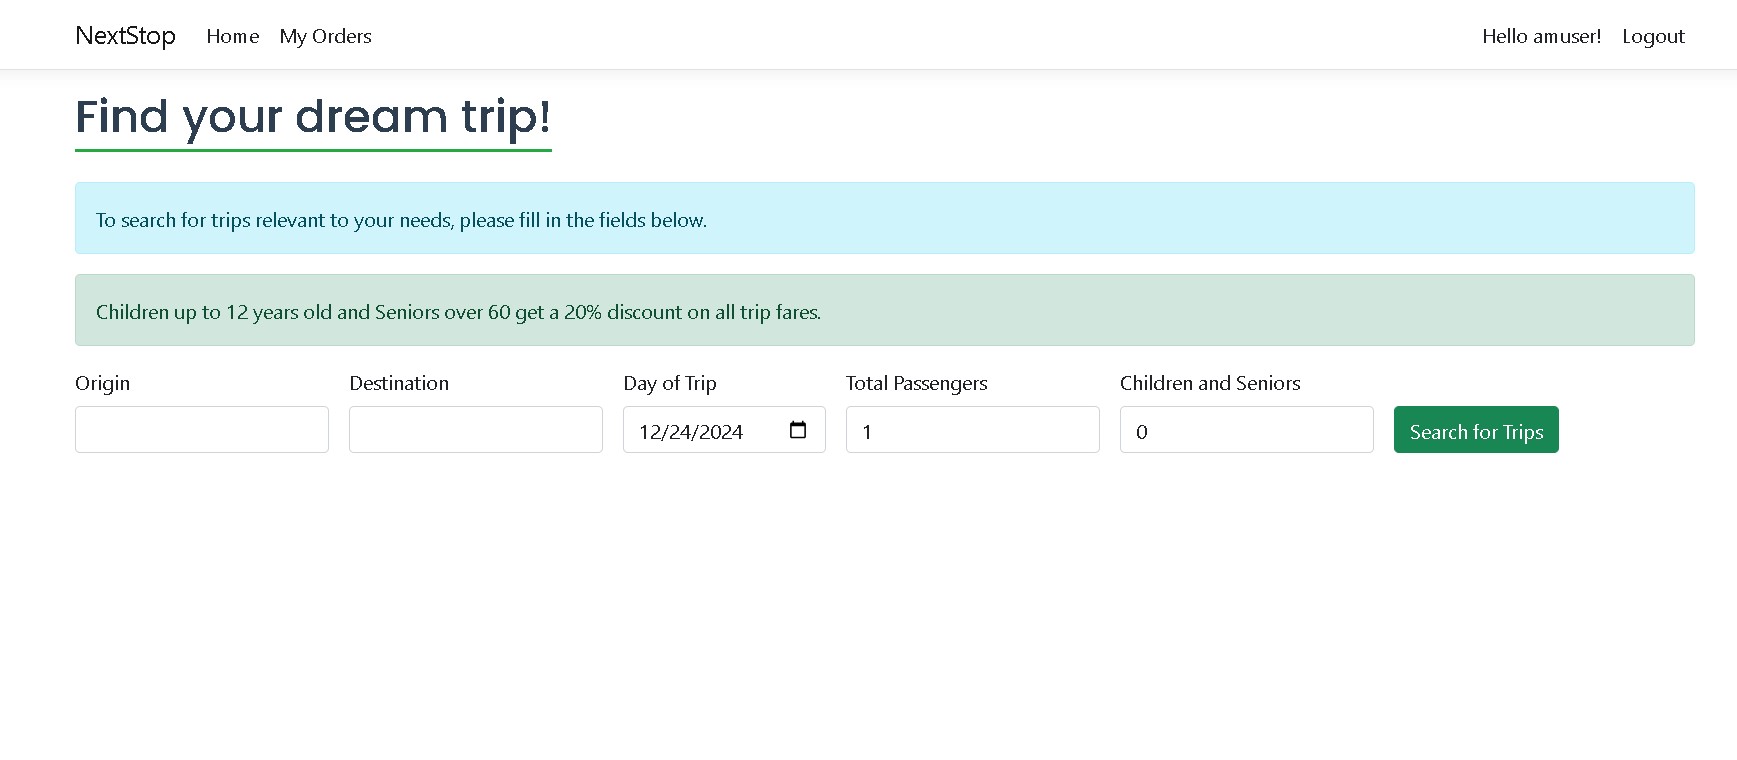 NextStop Home My Orders Hello amuser! Logout
Find your dream trip!
To search for trips relevant to your needs, please fill in the fields below.
Children up to 12 years old and Seniors over 60 get a 20% discount on all trip fares.
Origin Destination Day of Trip Total Passengers Children and Seniors
12/24/2024 1 0 Search for Trips